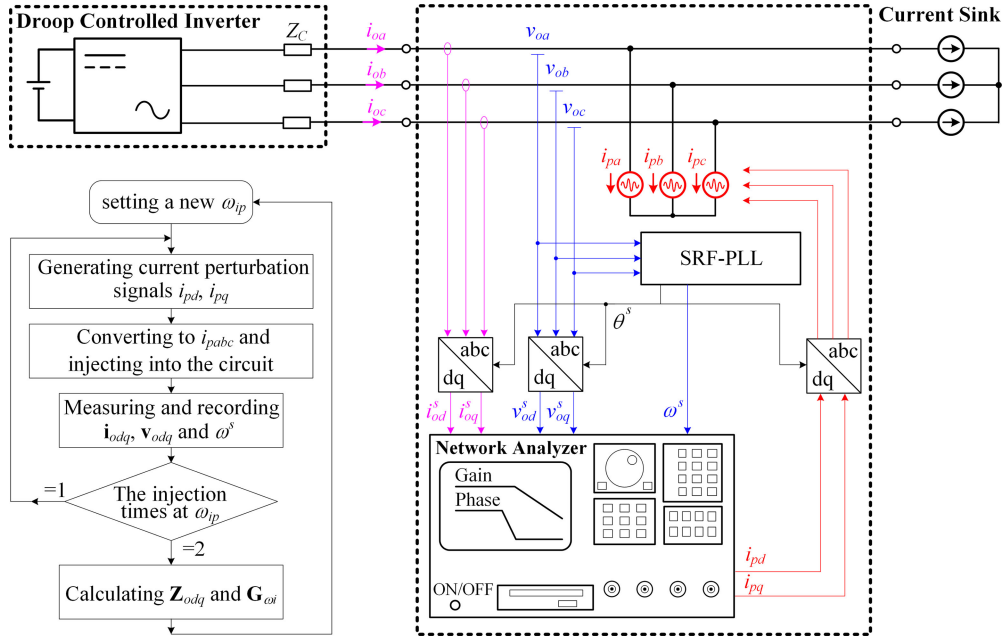 Droop Controlled Inverter
Z_C
i_oa
i_ob
i_oc
v_oa
v_ob
v_oc
i_pa
i_pb
i_pc
Current Sink
SRF-PLL
θ^s
abc
dq
abc
dq
abc
dq
i^s_od
i^s_oq
v^s_od
v^s_oq
ω^s
Network Analyzer
Gain
Phase
ON/OFF
i_pd
i_pq
setting a new ω_ip
Generating current perturbation
signals i_pd, i_pq
Converting to i_pabc and
injecting into the circuit
Measuring and recording
i_odq, v_odq and ω^s
=1
The injection
times at ω_ip
=2
Calculating Z_odq and G_ωi